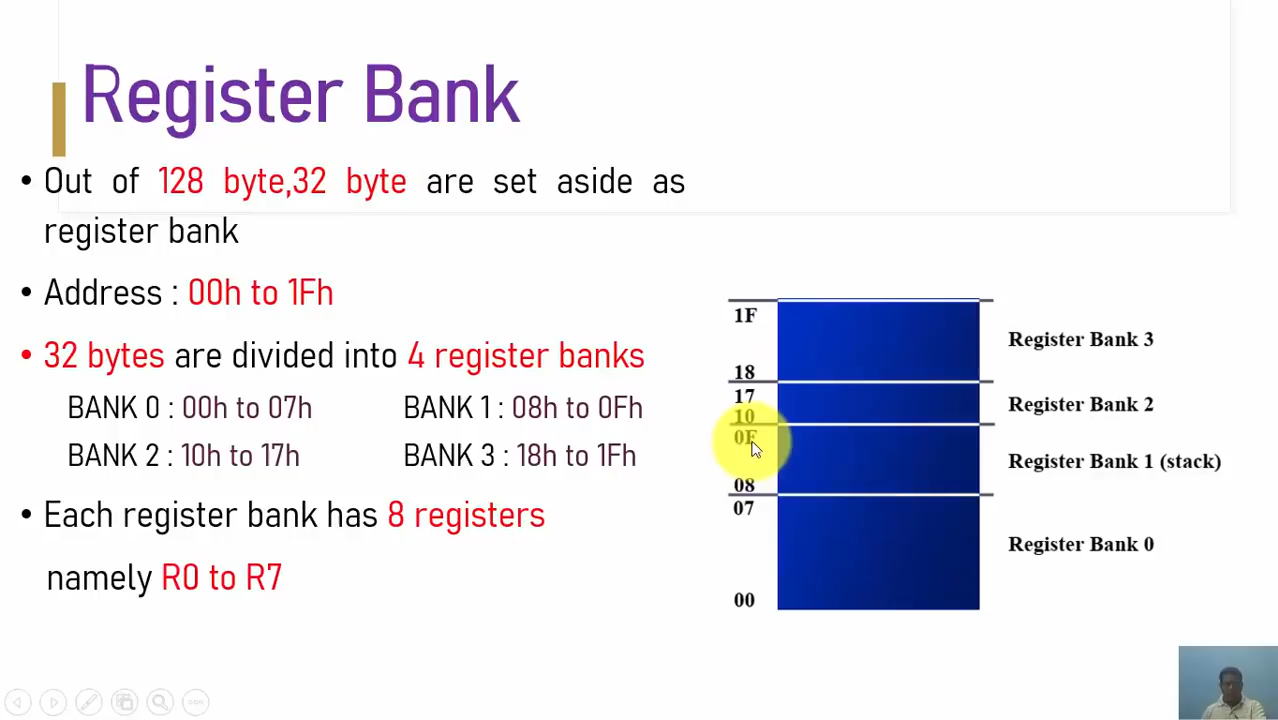 Register Bank
• Out of 128 byte,32 byte are set aside as
register bank
• Address : 00h to 1Fh
• 32 bytes are divided into 4 register banks
BANK 0 : 00h to 07h BANK 1 : 08h to 0Fh
BANK 2 : 10h to 17h BANK 3 : 18h to 1Fh
• Each register bank has 8 registers
namely R0 to R7
1F
Register Bank 3
18
17
Register Bank 2
10
0F
Register Bank 1 (stack)
08
07
Register Bank 0
00